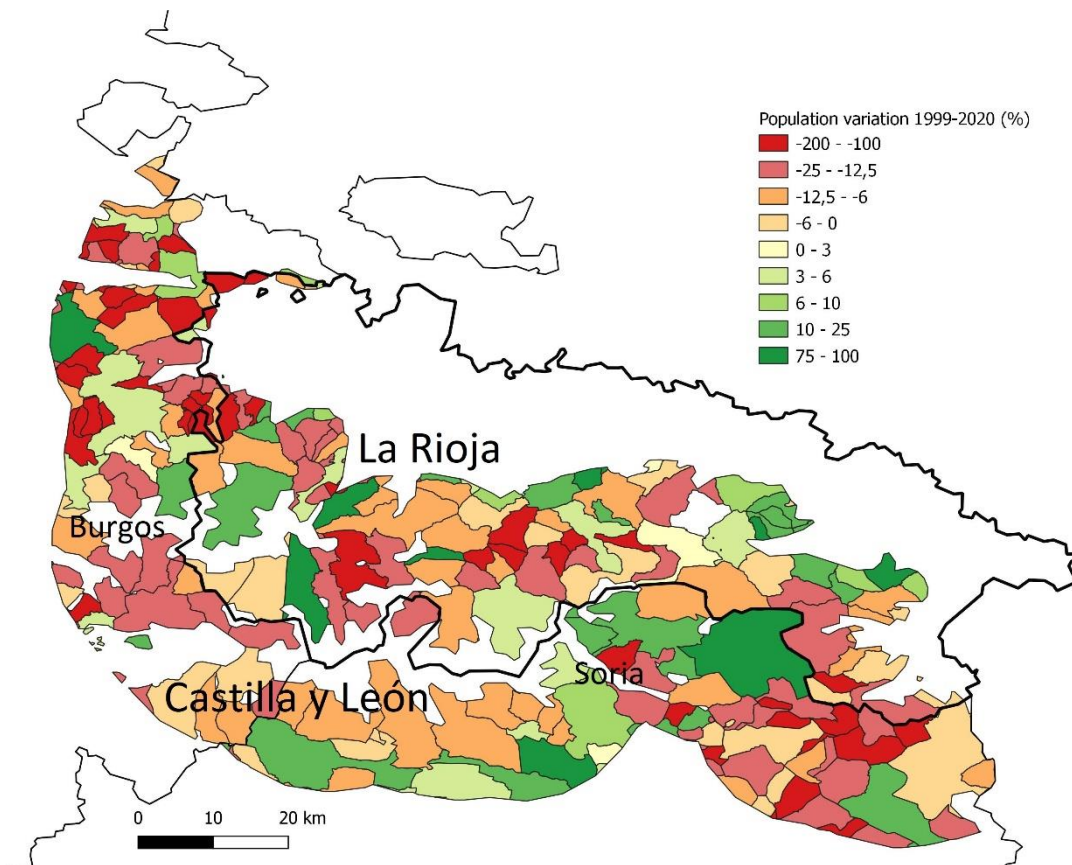 Population variation 1999-2020 (%)
-200 - -100
-25 - -12,5
-12,5 - -6
-6 - 0
0 - 3
3 - 6
6 - 10
10 - 25
75 - 100
La Rioja
Burgos
Soria
Castilla y León
0 10 20 km